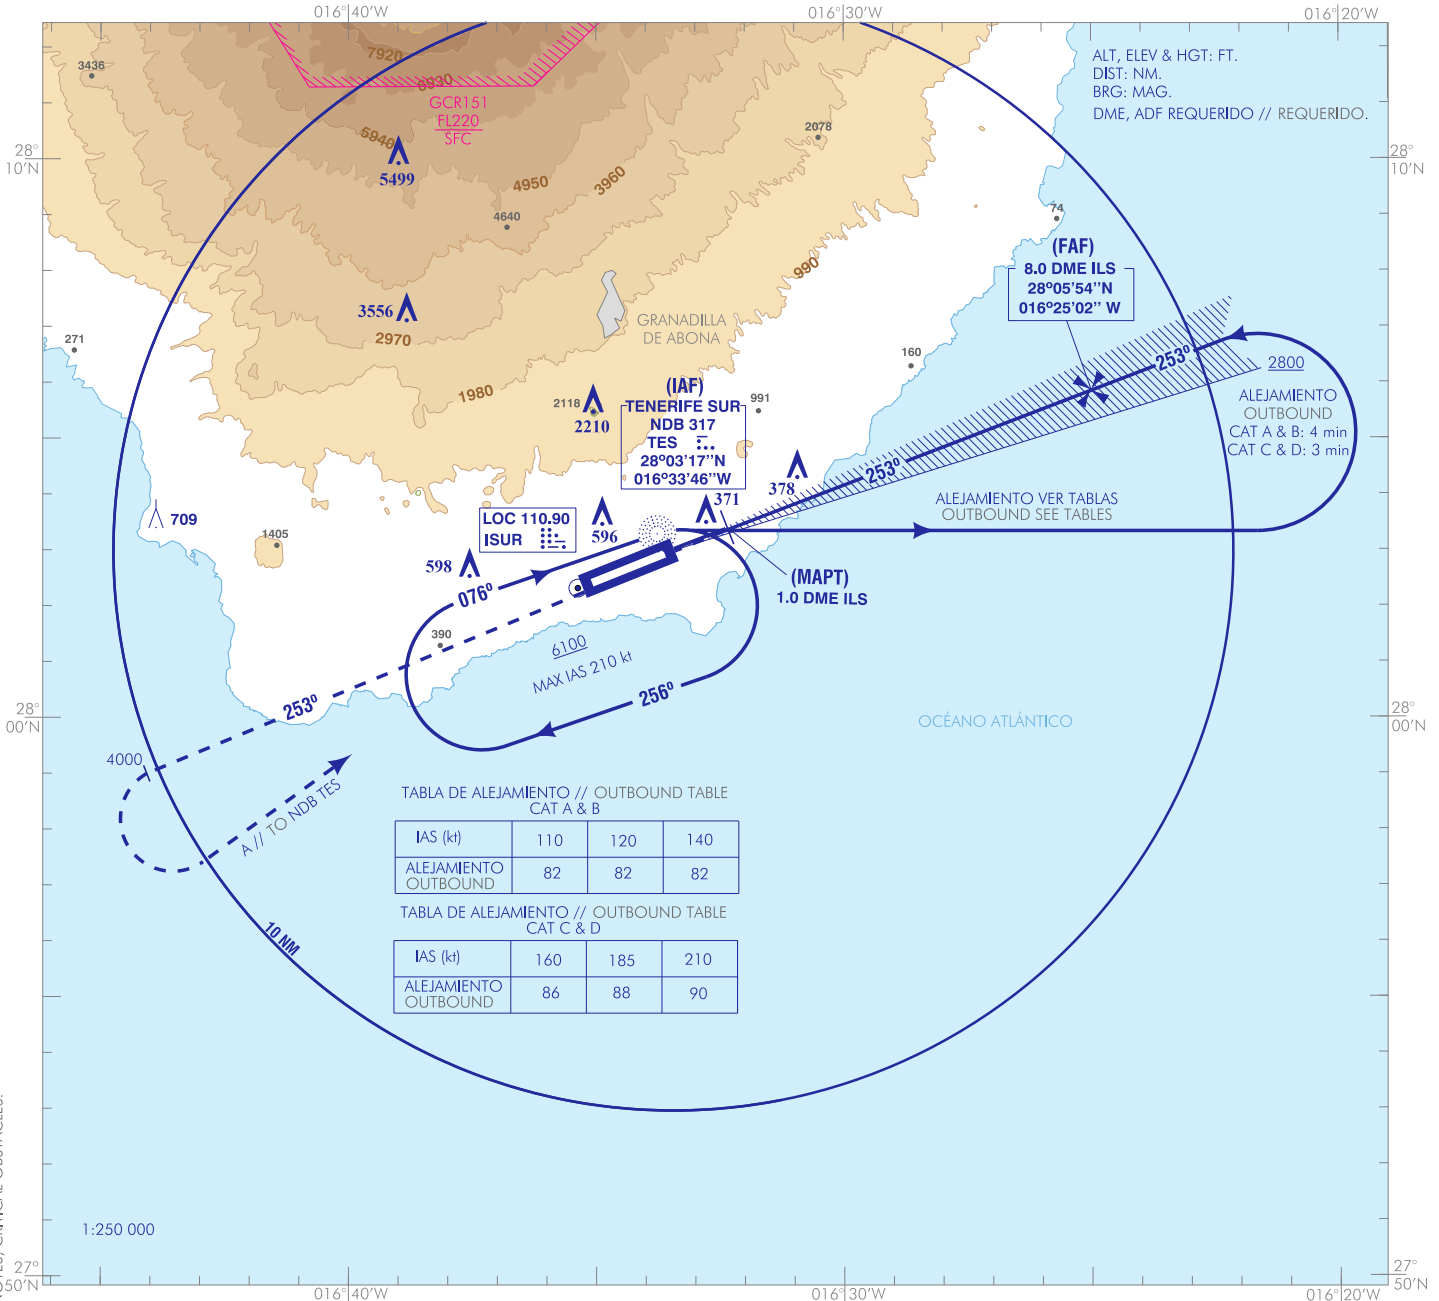 016°40'W
016°30'W
016°20'W
ALT, ELEV & HGT: FT.
DIST: NM.
BRG: MAG.
DME, ADF REQUERIDO // REQUERIDO.
7920
3436
6930
GCR151
FL220
SFC
5940
2078
28°
10'N
28°
10'N
5499
4950
3960
4640
74
(FAF)
8.0 DME ILS
28°05'54''N
016°25'02'' W
990
3556
2970
GRANADILLA
DE ABONA
271
160
253°
2800
1980
(IAF)
TENERIFE SUR
NDB 317
TES
28°03'17''N
016°33'46''W
2118
2210
991
ALEJAMIENTO
OUTBOUND
CAT A & B: 4 min
CAT C & D: 3 min
253°
378
371
ALEJAMIENTO VER TABLAS
OUTBOUND SEE TABLES
709
LOC 110.90
ISUR
596
1405
598
076°
(MAPT)
1.0 DME ILS
390
6100
MAX IAS 210 kt
256°
253°
28°
00'N
28°
00'N
OCÉANO ATLÁNTICO
4000
A // TO NDB TES
TABLA DE ALEJAMIENTO // OUTBOUND TABLE
CAT A & B
IAS (kt) 110 120 140
ALEJAMIENTO
OUTBOUND 82 82 82
TABLA DE ALEJAMIENTO // OUTBOUND TABLE
CAT C & D
IAS (kt) 160 185 210
ALEJAMIENTO
OUTBOUND 86 88 90
10 NM
CRITICAL OBSTACLES.
1:250 000
27°
50'N
27°
50'N
016°40'W
016°30'W
016°20'W